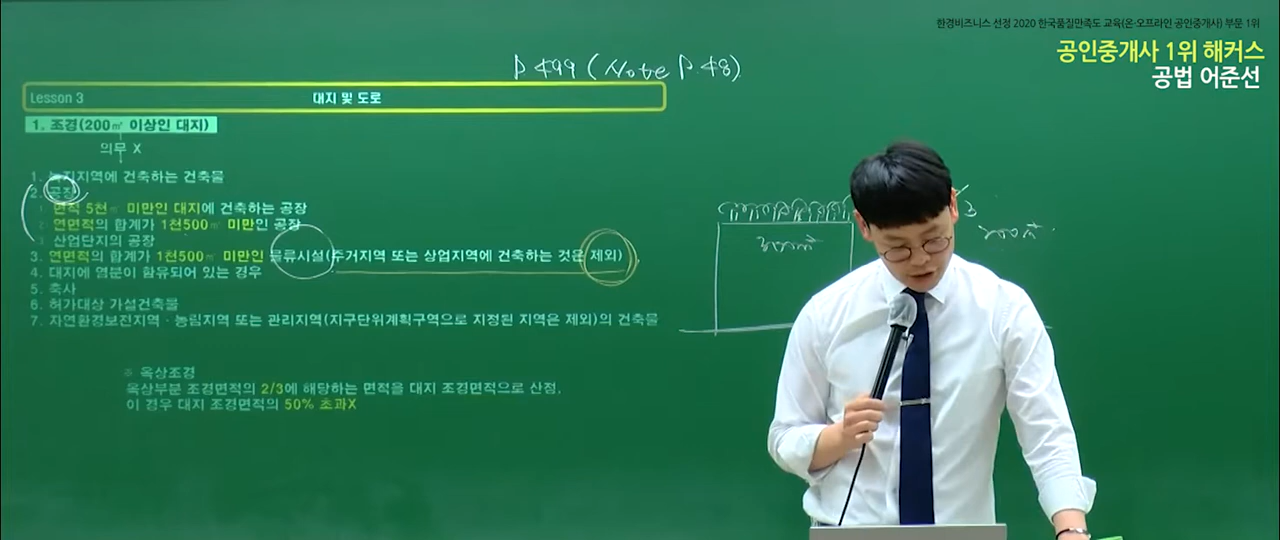 한경비즈니스 선정 2020 한국품질만족도 교육(온·오프라인 공인중개사) 부문 1위
공인중개사 1위 해커스
공법 어준선
P 499 (Note P. 48)
Lesson 3 대지 및 도로
1. 조경(200㎡ 이상인 대지)
의무 X
1. 녹지지역에 건축하는 건축물
2. 공장
1 면적 5천㎡ 미만인 대지에 건축하는 공장
2 연면적의 합계가 1천500㎡ 미만인 공장
3 산업단지의 공장
3. 연면적의 합계가 1천500㎡ 미만인 물류시설(주거지역 또는 상업지역에 건축하는 것은 제외)
4. 대지에 염분이 함유되어 있는 경우
5. 축사
6. 허가대상 가설건축물
7. 자연환경보전지역·농림지역 또는 관리지역(지구단위계획구역으로 지정된 지역은 제외)의 건축물
※ 옥상조경
옥상부분 조경면적의 2/3에 해당하는 면적을 대지 조경면적으로 산정.
이 경우 대지 조경면적의 50% 초과X
300㎡
200㎡